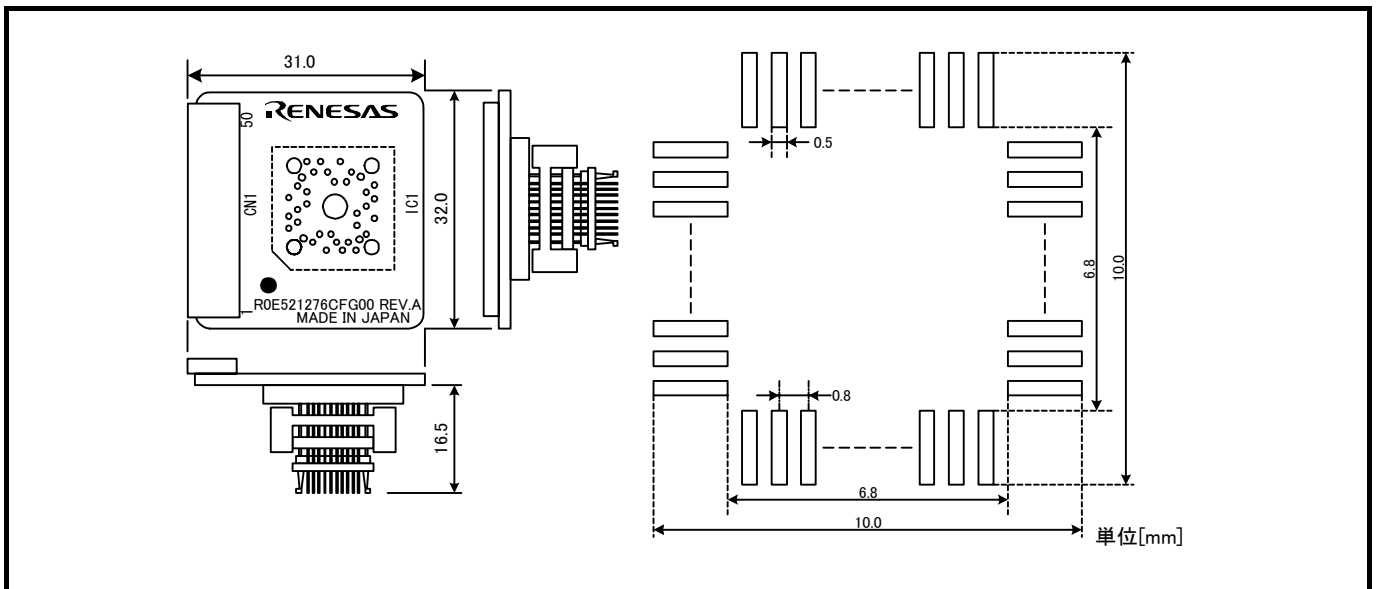 31.0
RENESAS
50
CN1
IC1
1
R0E521276CFG00 REV.A
MADE IN JAPAN
32.0
16.5
0.5
6.8
10.0
0.8
6.8
10.0
単位[mm]